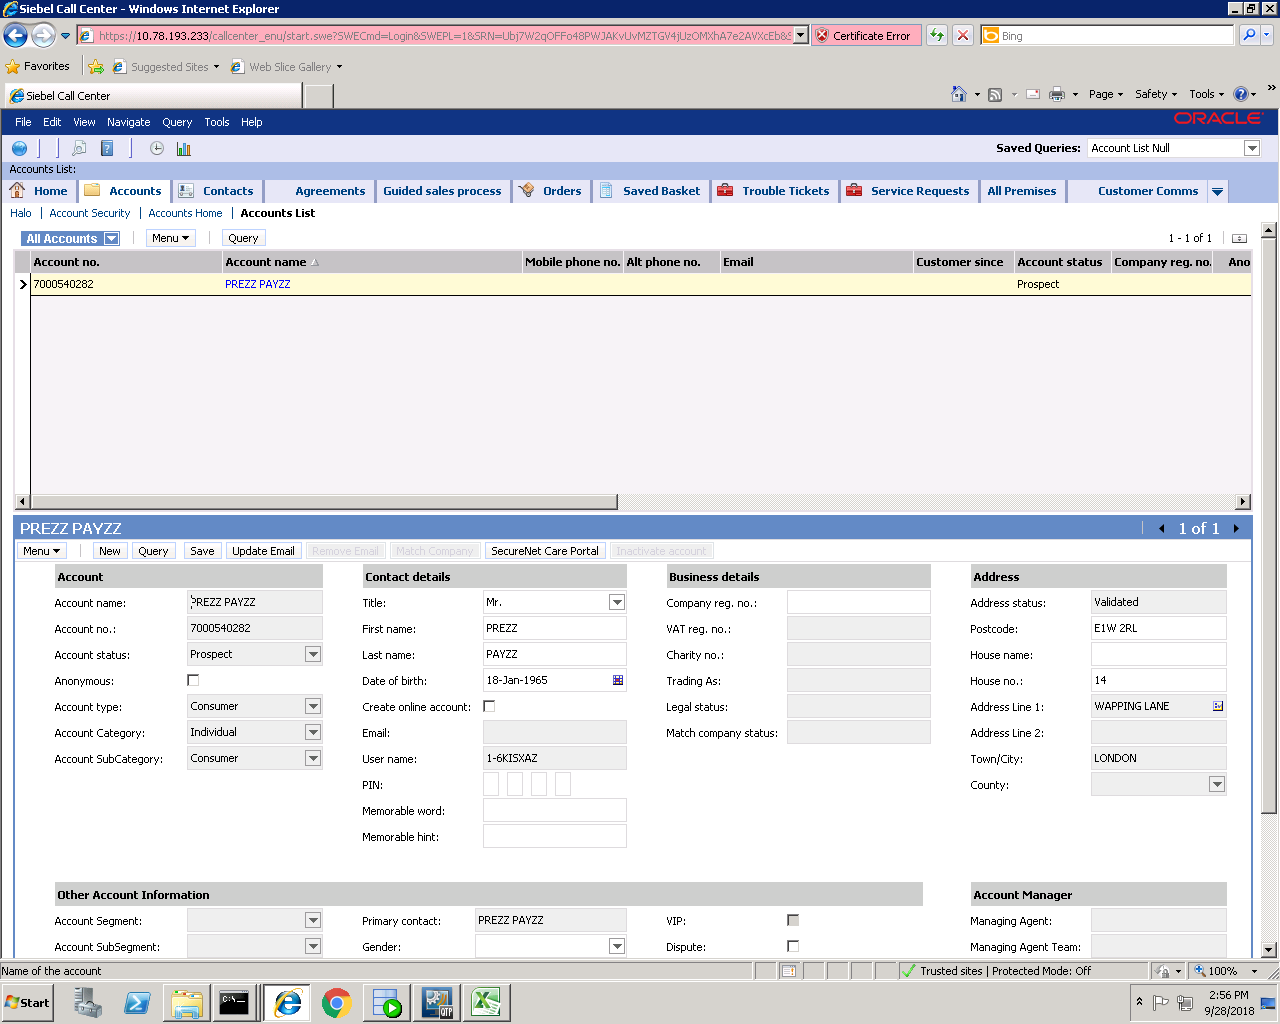 Siebel Call Center - Windows Internet Explorer
https://10.78.193.233/callcenter_enu/start.swe?SWECmd=Login&SWEPL=1&SRN=Ubj7W2qOFFo48PWJAKvUvMZTGV4jUzOMXhA7e2AVXcEb&S Certificate Error Bing
Favorites Suggested Sites Web Slice Gallery
Siebel Call Center Page Safety Tools
File Edit View Navigate Query Tools Help ORACLE
Saved Queries: Account List Null
Accounts List:
Home Accounts Contacts Agreements Guided sales process Orders Saved Basket Trouble Tickets Service Requests All Premises Customer Comms
Halo Account Security Accounts Home Accounts List
All Accounts Menu Query 1 - 1 of 1
Account no. Account name Mobile phone no. Alt phone no. Email Customer since Account status Company reg. no. Ano
7000540282 PREZZ PAYZZ Prospect
PREZZ PAYZZ 1 of 1
Menu New Query Save Update Email Remove Email Match Company SecureNet Care Portal Inactivate account
Account Contact details Business details Address
Account name: PREZZ PAYZZ Title: Mr. Company reg. no.: Address status: Validated
Account no.: 7000540282 First name: PREZZ VAT reg. no.: Postcode: E1W 2RL
Account status: Prospect Last name: PAYZZ Charity no.: House name:
Anonymous: Date of birth: 18-Jan-1965 Trading As: House no.: 14
Account type: Consumer Create online account: Legal status: Address Line 1: WAPPING LANE
Account Category: Individual Email: Match company status: Address Line 2:
Account SubCategory: Consumer User name: 1-6KISXAZ Town/City: LONDON
PIN: County:
Memorable word:
Memorable hint:
Other Account Information Account Manager
Account Segment: Primary contact: PREZZ PAYZZ VIP: Managing Agent:
Account SubSegment: Gender: Dispute: Managing Agent Team:
Name of the account Trusted sites | Protected Mode: Off 100%
Start C:\ QTP 2:56 PM
9/28/2018